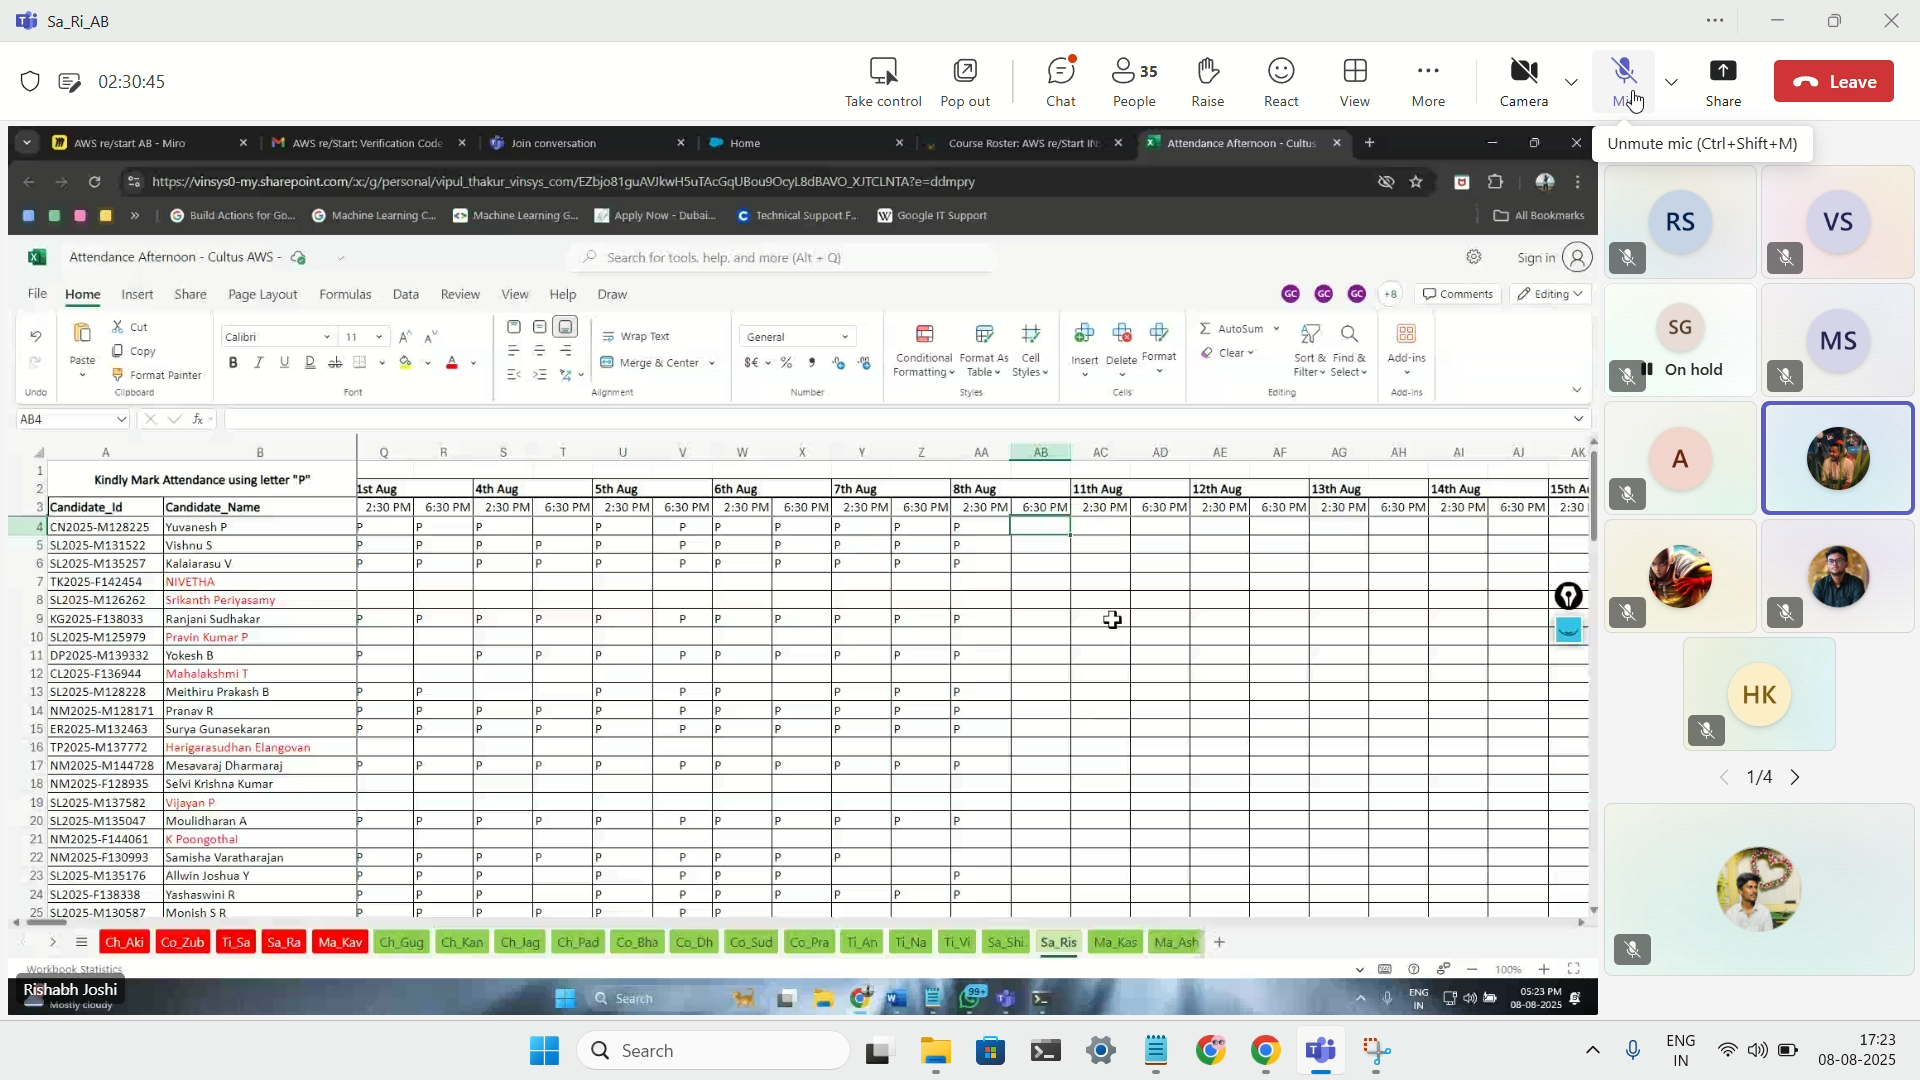 Sa_Ri_AB
02:30:45
Take control
Pop out
Chat
35
People
Raise
React
View
More
Camera
Share
Leave
Unmute mic (Ctrl+Shift+M)
AWS re/start AB - Miro
AWS re/Start: Verification Code
Join conversation
Home
Course Roster: AWS re/Start IN:
Attendance Afternoon - Cultus
https://vinsys0-my.sharepoint.com/:x:/g/personal/vipul_thakur_vinsys_com/EZbjo81guAVJkwH5uTAcGqUBou9OcyL8dBAVO_XJTCLNTA?e=ddmpry
Build Actions for Go...
Machine Learning C...
Machine Learning G...
Apply Now - Dubai...
Technical Support F...
Google IT Support
All Bookmarks
Attendance Afternoon - Cultus AWS -
Search for tools, help, and more (Alt + Q)
Sign in
File Home Insert Share Page Layout Formulas Data Review View Help Draw
GC GC GC +8
Comments
Editing
Paste
Cut
Copy
Format Painter
Calibri 11
Wrap Text
Merge & Center
General
Conditional Formatting
Format As Table
Cell Styles
Insert Delete Format
AutoSum
Clear
Sort & Filter
Find & Select
Add-ins
Undo Clipboard Font Alignment Number Styles Cells Editing Add-ins
AB4
A B Q R S T U V W X Y Z AA AB AC AD AE AF AG AH AI AJ AK
1
Kindly Mark Attendance using letter "P"
2 1st Aug 4th Aug 5th Aug 6th Aug 7th Aug 8th Aug 11th Aug 12th Aug 13th Aug 14th Aug 15th A
3 Candidate_Id Candidate_Name 2:30 PM 6:30 PM 2:30 PM 6:30 PM 2:30 PM 6:30 PM 2:30 PM 6:30 PM 2:30 PM 6:30 PM 2:30 PM 6:30 PM 2:30 PM 6:30 PM 2:30 PM 6:30 PM 2:30 PM 6:30 PM 2:30 PM 6:30 PM 2:30
4 CN2025-M128225 Yuvanesh P P P P P P P P P P P
5 SL2025-M131522 Vishnu S P P P P P P P P P P P
6 SL2025-M135257 Kalaiarasu V P P P P P P P P P P P
7 TK2025-F142454 NIVETHA
8 SL2025-M126262 Srikanth Periyasamy
9 KG2025-F138033 Ranjani Sudhakar P P P P P P P P P P P
10 SL2025-M125979 Pravin Kumar P
11 DP2025-M139332 Yokesh B P P P P P P P P P P
12 CL2025-F136944 Mahalakshmi T
13 SL2025-M128228 Meithiru Prakash B P P P P P P P P
14 NM2025-M128171 Pranav R P P P P P P P P P P P
15 ER2025-M132463 Surya Gunasekaran P P P P P P P P P P P
16 TP2025-M137772 Harigarasudhan Elangovan
17 NM2025-M144728 Mesavaraj Dharmaraj P P P P P P P P P P P
18 NM2025-F128935 Selvi Krishna Kumar
19 SL2025-M137582 Vijayan P
20 SL2025-M135047 Moulidharan A P P P P P P P P P P P
21 NM2025-F144061 K Poongothai
22 NM2025-F130993 Samisha Varatharajan P P P P P P P P P
23 SL2025-M135176 Allwin Joshua Y P P P P P P P P
24 SL2025-F138338 Yashaswini R P P P P P P P P P P
25 SL2025-M130587 Monish S R P P P P P P P
Ch_Aki Co_Zub Ti_Sa Sa_Ra Ma_Kav Ch_Gug Ch_Kan Ch_Jag Ch_Pad Co_Bha Co_Dh Co_Sud Co_Pra Ti_An Ti_Na Ti_Vi Sa_Shi. Sa_Ris Ma_Kas Ma_Ash
Workbook Statistics
100%
Rishabh Joshi
Mostly cloudy
Search
99+
ENG
IN
05:23 PM
08-08-2025
RS
VS
SG
On hold
MS
A
HK
1/4
Search
ENG
IN
17:23
08-08-2025